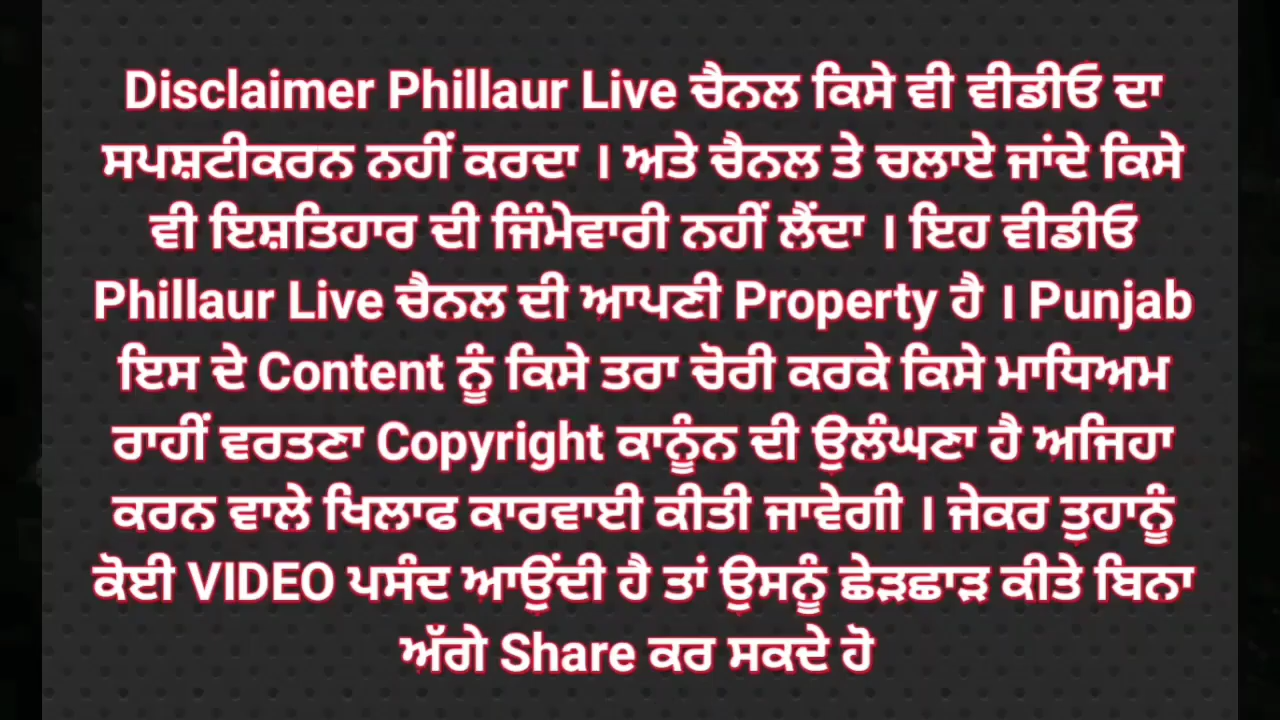 Disclaimer Phillaur Live ਚੈਨਲ ਕਿਸੇ ਵੀ ਵੀਡੀਓ ਦਾ
ਸਪਸ਼ਟੀਕਰਨ ਨਹੀਂ ਕਰਦਾ । ਅਤੇ ਚੈਨਲ ਤੇ ਚਲਾਏ ਜਾਂਦੇ ਕਿਸੇ
ਵੀ ਇਸ਼ਤਿਹਾਰ ਦੀ ਜਿੰਮੇਵਾਰੀ ਨਹੀਂ ਲੈਂਦਾ । ਇਹ ਵੀਡੀਓ
Phillaur Live ਚੈਨਲ ਦੀ ਆਪਣੀ Property ਹੈ । Punjab
ਇਸ ਦੇ Content ਨੂੰ ਕਿਸੇ ਤਰਾ ਚੋਰੀ ਕਰਕੇ ਕਿਸੇ ਮਾਧਿਅਮ
ਰਾਹੀਂ ਵਰਤਣਾ Copyright ਕਾਨੂੰਨ ਦੀ ਉਲੰਘਣਾ ਹੈ ਅਜਿਹਾ
ਕਰਨ ਵਾਲੇ ਖਿਲਾਫ ਕਾਰਵਾਈ ਕੀਤੀ ਜਾਵੇਗੀ । ਜੇਕਰ ਤੁਹਾਨੂੰ
ਕੋਈ VIDEO ਪਸੰਦ ਆਉਂਦੀ ਹੈ ਤਾਂ ਉਸਨੂੰ ਛੇੜਛਾੜ ਕੀਤੇ ਬਿਨਾ
ਅੱਗੇ Share ਕਰ ਸਕਦੇ ਹੋ